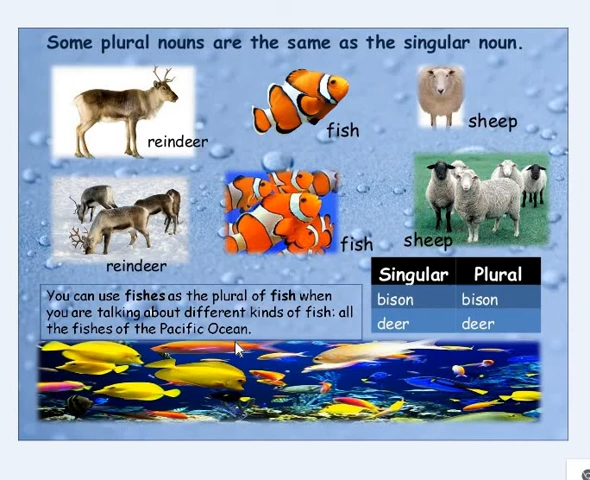 Some plural nouns are the same as the singular noun.
reindeer
fish
sheep
reindeer
fish
sheep
Singular Plural
bison bison
deer deer
You can use fishes as the plural of fish when
you are talking about different kinds of fish: all
the fishes of the Pacific Ocean.